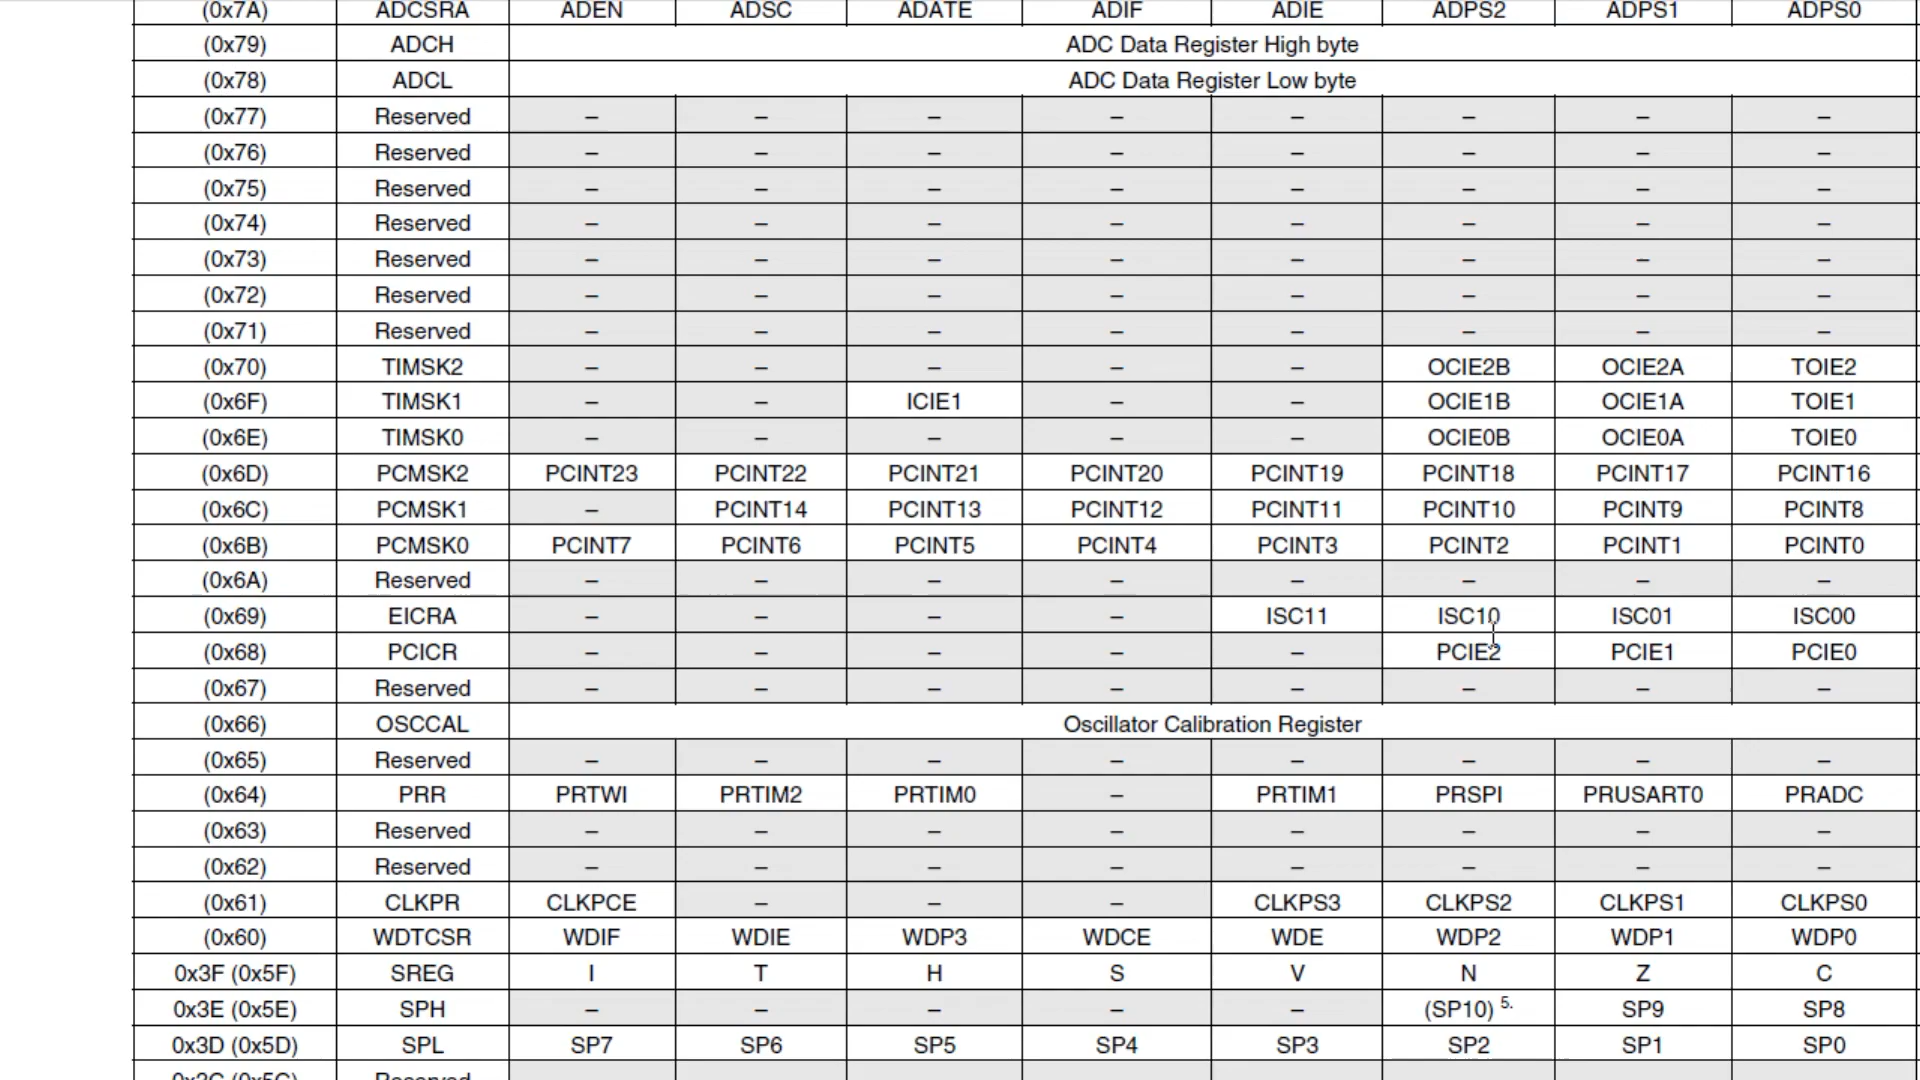 (0x7A) ADCSRA ADEN ADSC ADATE ADIF ADIE ADPS2 ADPS1 ADPS0
(0x79) ADCH ADC Data Register High byte
(0x78) ADCL ADC Data Register Low byte
(0x77) Reserved – – – – – – – –
(0x76) Reserved – – – – – – – –
(0x75) Reserved – – – – – – – –
(0x74) Reserved – – – – – – – –
(0x73) Reserved – – – – – – – –
(0x72) Reserved – – – – – – – –
(0x71) Reserved – – – – – – – –
(0x70) TIMSK2 – – – – – OCIE2B OCIE2A TOIE2
(0x6F) TIMSK1 – – ICIE1 – – OCIE1B OCIE1A TOIE1
(0x6E) TIMSK0 – – – – – OCIE0B OCIE0A TOIE0
(0x6D) PCMSK2 PCINT23 PCINT22 PCINT21 PCINT20 PCINT19 PCINT18 PCINT17 PCINT16
(0x6C) PCMSK1 – PCINT14 PCINT13 PCINT12 PCINT11 PCINT10 PCINT9 PCINT8
(0x6B) PCMSK0 PCINT7 PCINT6 PCINT5 PCINT4 PCINT3 PCINT2 PCINT1 PCINT0
(0x6A) Reserved – – – – – – – –
(0x69) EICRA – – – – ISC11 ISC10 ISC01 ISC00
(0x68) PCICR – – – – – PCIE2 PCIE1 PCIE0
(0x67) Reserved – – – – – – – –
(0x66) OSCCAL Oscillator Calibration Register
(0x65) Reserved – – – – – – – –
(0x64) PRR PRTWI PRTIM2 PRTIM0 – PRTIM1 PRSPI PRUSART0 PRADC
(0x63) Reserved – – – – – – – –
(0x62) Reserved – – – – – – – –
(0x61) CLKPR CLKPCE – – – CLKPS3 CLKPS2 CLKPS1 CLKPS0
(0x60) WDTCSR WDIF WDIE WDP3 WDCE WDE WDP2 WDP1 WDP0
0x3F (0x5F) SREG I T H S V N Z C
0x3E (0x5E) SPH – – – – – (SP10) 5. SP9 SP8
0x3D (0x5D) SPL SP7 SP6 SP5 SP4 SP3 SP2 SP1 SP0
0x3C (0x5C) Reserved